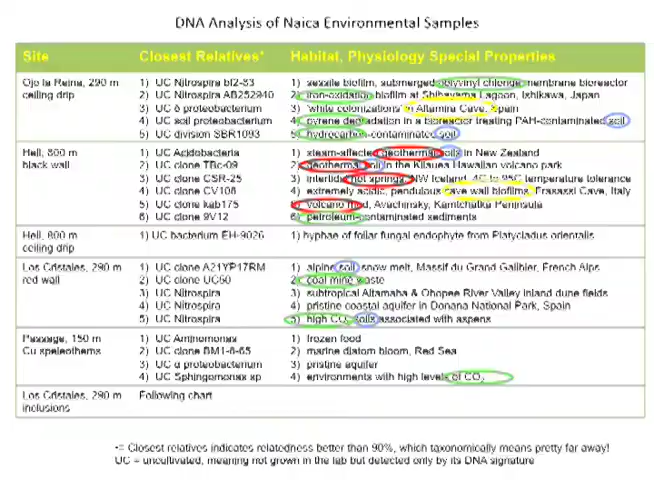 DNA Analysis of Naica Environmental Samples
Site Closest Relatives* Habitat, Physiology Special Properties
Ojo la Reina, 290 m ceiling drip
1) UC Nitrospira bf2-83 1) sessile biofilm, submerged polyvinyl chloride membrane bioreactor
2) UC Nitrospira AB252940 2) iron-oxidation biofilm at Shibayama Lagoon, Ishikawa, Japan
3) UC δ proteobacterium 3) 'white colonizations' in Altamira Cave, Spain
4) UC soil proteobacterium 4) pyrene degradation in a bioreactor treating PAH-contaminated soil
5) UC division SBR1093 5) hydrocarbon-contaminated soil
Hell, 800 m black wall
1) UC Acidobacteria 1) steam-affected geothermal soils in New Zealand
2) UC clone TBc-09 2) geothermal soil in the Kilauea Hawaiian volcano park
3) UC clone CSR-25 3) intertidal hot springs, NW Iceland, 4C to 95C temperature tolerance
4) UC clone CV106 4) extremely acidic, pendulous cave wall biofilms, Frasassi Cave, Italy
5) UC clone kab175 5) volcano mud, Avachinsky, Kamchatka Peninsula
6) UC clone 9V12 6) petroleum-contaminated sediments
Hell, 800 m ceiling drip
1) UC bacterium EH-9026 1) hyphae of foliar fungal endophyte from Platycladus orientalis
Los Cristales, 290 m red wall
1) UC clone A21YP17RM 1) alpine soil, snow melt, Massif du Grand Galibier, French Alps
2) UC clone UC60 2) coal mine waste
3) UC Nitrospira 3) subtropical Altamaha & Ohopee River Valley inland dune fields
4) UC Nitrospira 4) pristine coastal aquifer in Donana National Park, Spain
5) UC Nitrospira 5) high CO2 soils associated with aspens
Passage, 150 m Cu speleothems
1) UC Aminomonas 1) frozen food
2) UC clone BM1-6-65 2) marine diatom bloom, Red Sea
3) UC α proteobacterium 3) pristine aquifer
4) UC Sphingomonas sp 4) environments with high levels of CO2
Los Cristales, 290 m inclusions
Following chart
*= Closest relatives indicates relatedness better than 90%, which taxonomically means pretty far away!
UC = uncultivated, meaning not grown in the lab but detected only by its DNA signature